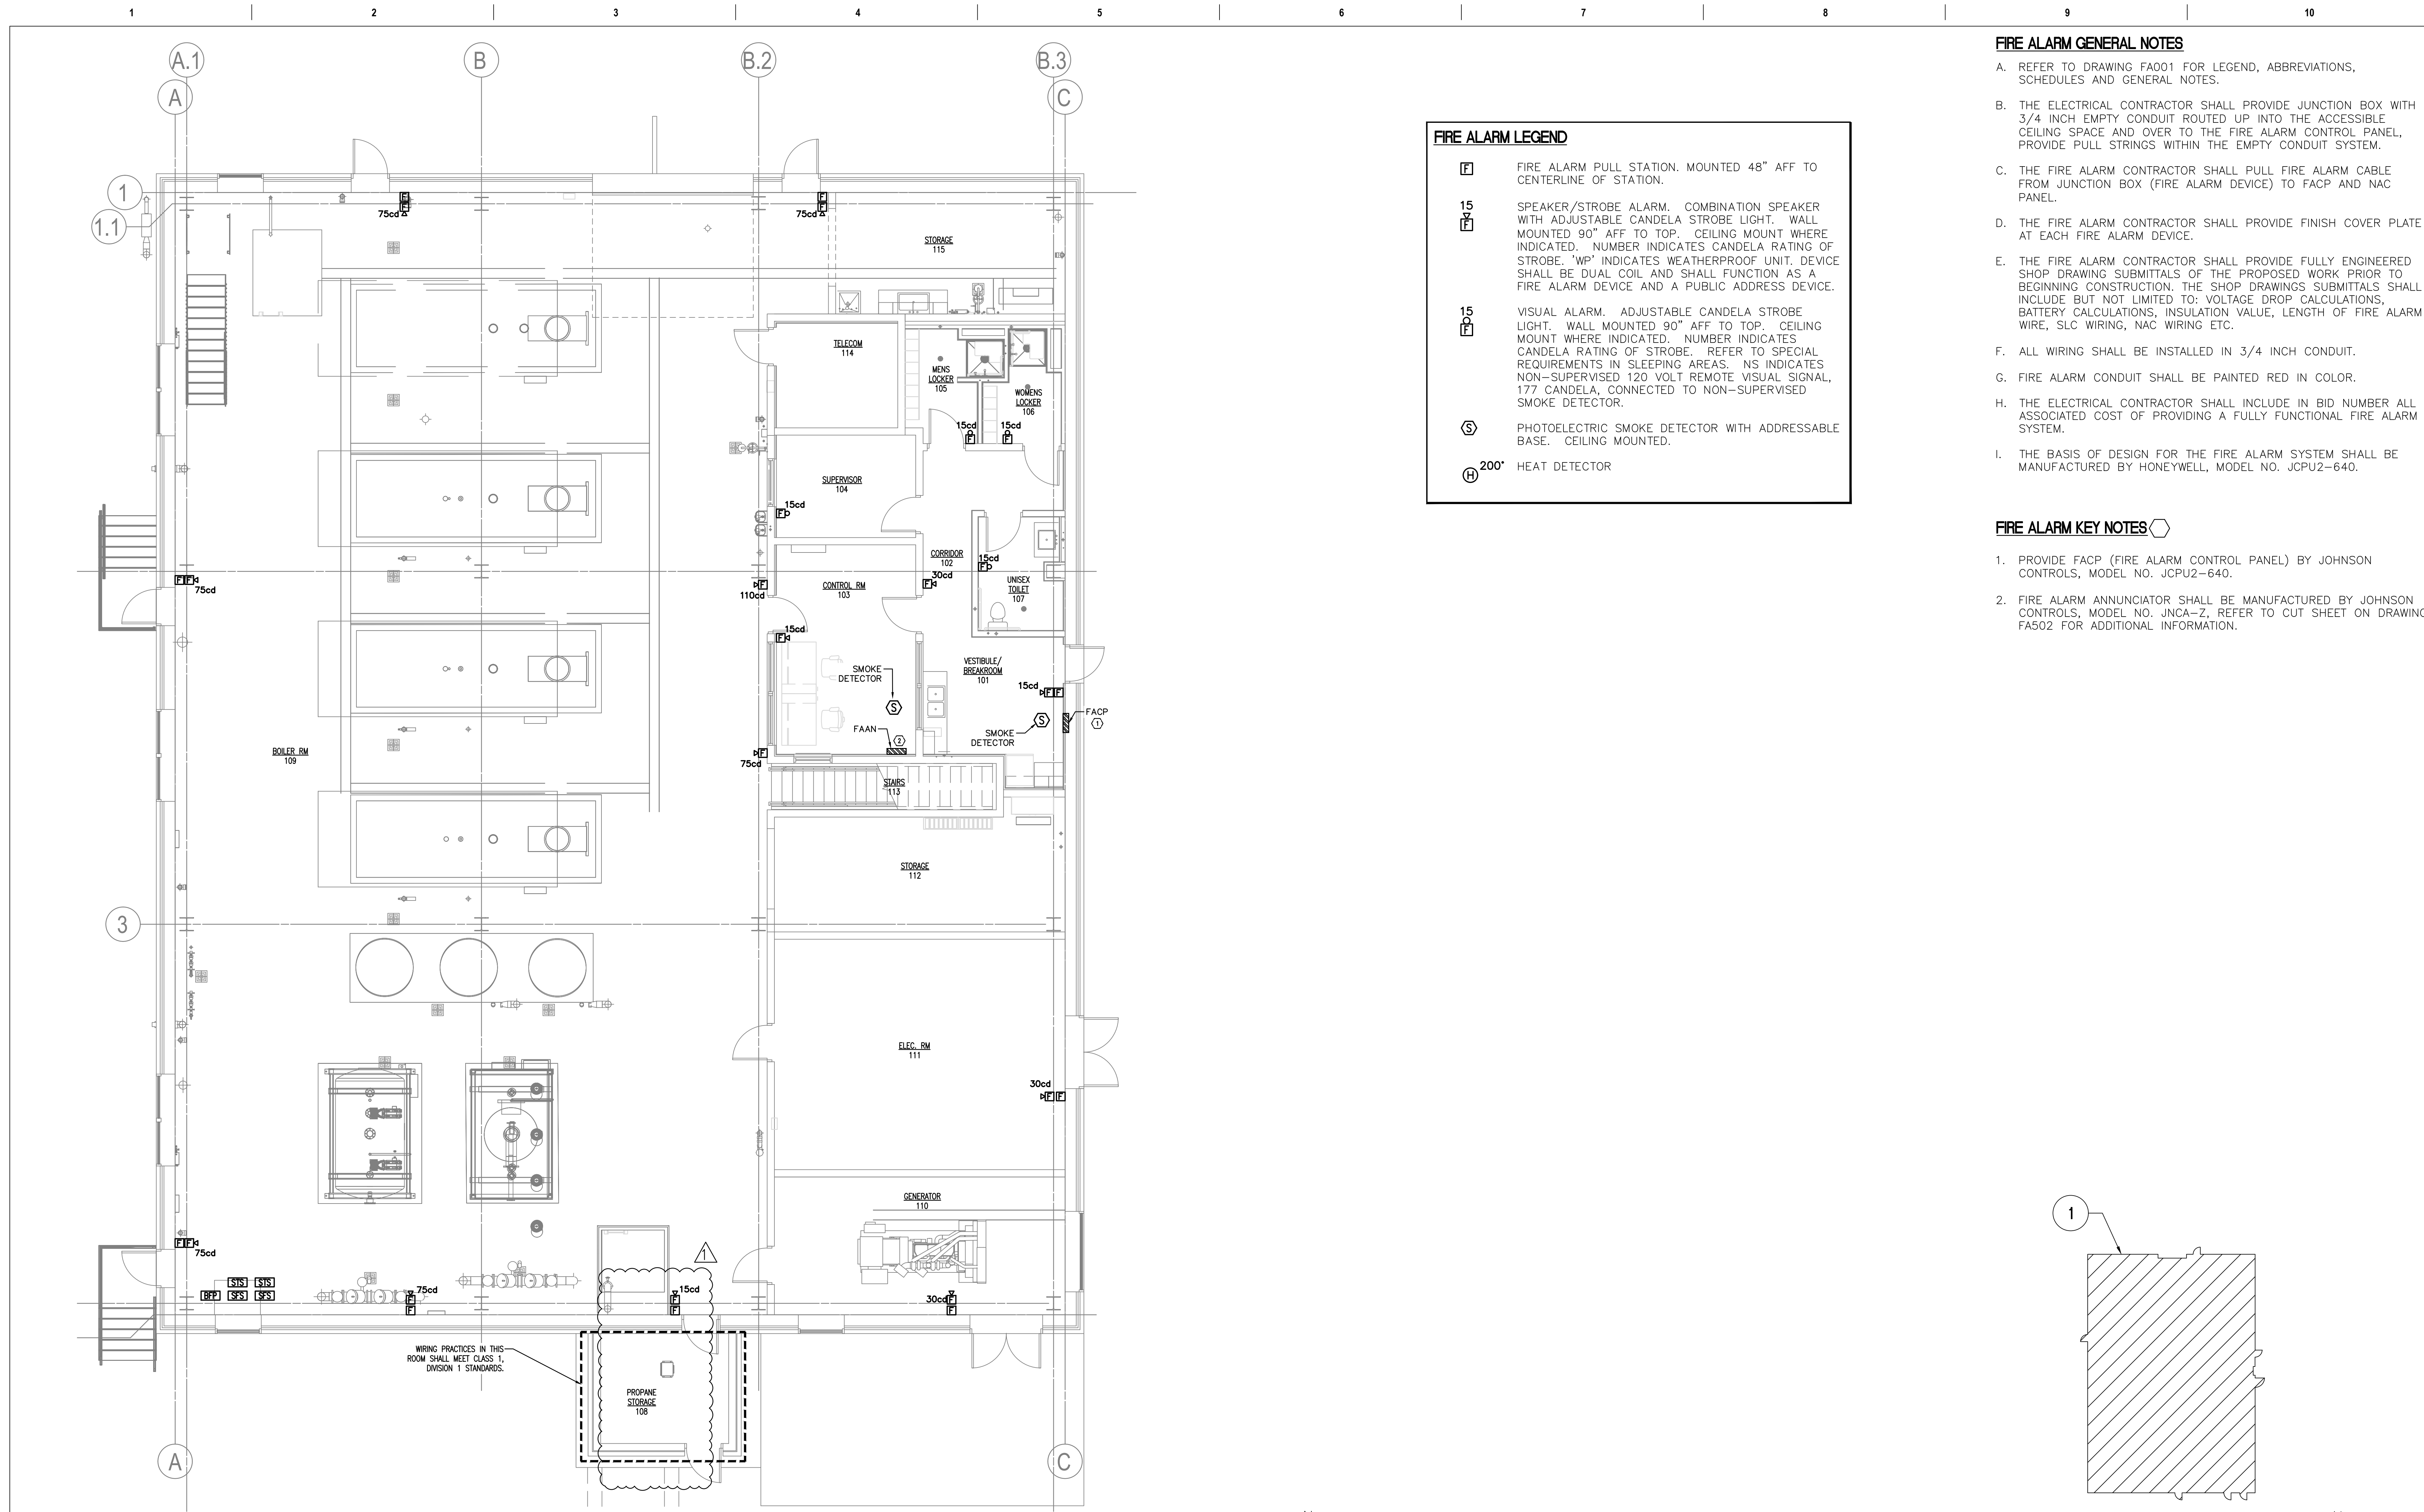 1 2 3 4 5 6 7 8 9 10
A.1 B B.2 B.3
A C
1
1.1
75cd F F
75cd F F
STORAGE
115
TELECOM
114
MENS
LOCKER
105
WOMENS
LOCKER
106
15cd F
15cd F
SUPERVISOR
104
15cd
F
CORRIDOR
102
15cd
F
30cd
F
UNISEX
TOILET
107
F F
75cd
F
110cd
CONTROL RM
103
15cd
F
VESTIBULE/
BREAKROOM
101
SMOKE
DETECTOR
S
15cd
F F
FACP
1
S
SMOKE
DETECTOR
FAAN
2
F
75cd
BOILER RM
109
STAIRS
113
STORAGE
112
3
ELEC. RM
111
30cd
F F
GENERATOR
110
F F
75cd
1
STS STS
BFP SFS SFS
75cd
F
F
15cd
F
F
30cd F
F
WIRING PRACTICES IN THIS
ROOM SHALL MEET CLASS 1,
DIVISION 1 STANDARDS.
PROPANE
STORAGE
108
A C
FIRE ALARM LEGEND
F FIRE ALARM PULL STATION. MOUNTED 48" AFF TO
CENTERLINE OF STATION.
15 SPEAKER/STROBE ALARM. COMBINATION SPEAKER
F WITH ADJUSTABLE CANDELA STROBE LIGHT. WALL
MOUNTED 90" AFF TO TOP. CEILING MOUNT WHERE
INDICATED. NUMBER INDICATES CANDELA RATING OF
STROBE. 'WP' INDICATES WEATHERPROOF UNIT. DEVICE
SHALL BE DUAL COIL AND SHALL FUNCTION AS A
FIRE ALARM DEVICE AND A PUBLIC ADDRESS DEVICE.
15 VISUAL ALARM. ADJUSTABLE CANDELA STROBE
F LIGHT. WALL MOUNTED 90" AFF TO TOP. CEILING
MOUNT WHERE INDICATED. NUMBER INDICATES
CANDELA RATING OF STROBE. REFER TO SPECIAL
REQUIREMENTS IN SLEEPING AREAS. NS INDICATES
NON-SUPERVISED 120 VOLT REMOTE VISUAL SIGNAL,
177 CANDELA, CONNECTED TO NON-SUPERVISED
SMOKE DETECTOR.
S PHOTOELECTRIC SMOKE DETECTOR WITH ADDRESSABLE
BASE. CEILING MOUNTED.
H 200° HEAT DETECTOR
FIRE ALARM GENERAL NOTES
A. REFER TO DRAWING FA001 FOR LEGEND, ABBREVIATIONS,
SCHEDULES AND GENERAL NOTES.
B. THE ELECTRICAL CONTRACTOR SHALL PROVIDE JUNCTION BOX WITH
3/4 INCH EMPTY CONDUIT ROUTED UP INTO THE ACCESSIBLE
CEILING SPACE AND OVER TO THE FIRE ALARM CONTROL PANEL,
PROVIDE PULL STRINGS WITHIN THE EMPTY CONDUIT SYSTEM.
C. THE FIRE ALARM CONTRACTOR SHALL PULL FIRE ALARM CABLE
FROM JUNCTION BOX (FIRE ALARM DEVICE) TO FACP AND NAC
PANEL.
D. THE FIRE ALARM CONTRACTOR SHALL PROVIDE FINISH COVER PLATE
AT EACH FIRE ALARM DEVICE.
E. THE FIRE ALARM CONTRACTOR SHALL PROVIDE FULLY ENGINEERED
SHOP DRAWING SUBMITTALS OF THE PROPOSED WORK PRIOR TO
BEGINNING CONSTRUCTION. THE SHOP DRAWINGS SUBMITTALS SHALL
INCLUDE BUT NOT LIMITED TO: VOLTAGE DROP CALCULATIONS,
BATTERY CALCULATIONS, INSULATION VALUE, LENGTH OF FIRE ALARM
WIRE, SLC WIRING, NAC WIRING ETC.
F. ALL WIRING SHALL BE INSTALLED IN 3/4 INCH CONDUIT.
G. FIRE ALARM CONDUIT SHALL BE PAINTED RED IN COLOR.
H. THE ELECTRICAL CONTRACTOR SHALL INCLUDE IN BID NUMBER ALL
ASSOCIATED COST OF PROVIDING A FULLY FUNCTIONAL FIRE ALARM
SYSTEM.
I. THE BASIS OF DESIGN FOR THE FIRE ALARM SYSTEM SHALL BE
MANUFACTURED BY HONEYWELL, MODEL NO. JCPU2-640.
FIRE ALARM KEY NOTES
1. PROVIDE FACP (FIRE ALARM CONTROL PANEL) BY JOHNSON
CONTROLS, MODEL NO. JCPU2-640.
2. FIRE ALARM ANNUNCIATOR SHALL BE MANUFACTURED BY JOHNSON
CONTROLS, MODEL NO. JNCA-Z, REFER TO CUT SHEET ON DRAWING
FA502 FOR ADDITIONAL INFORMATION.
1